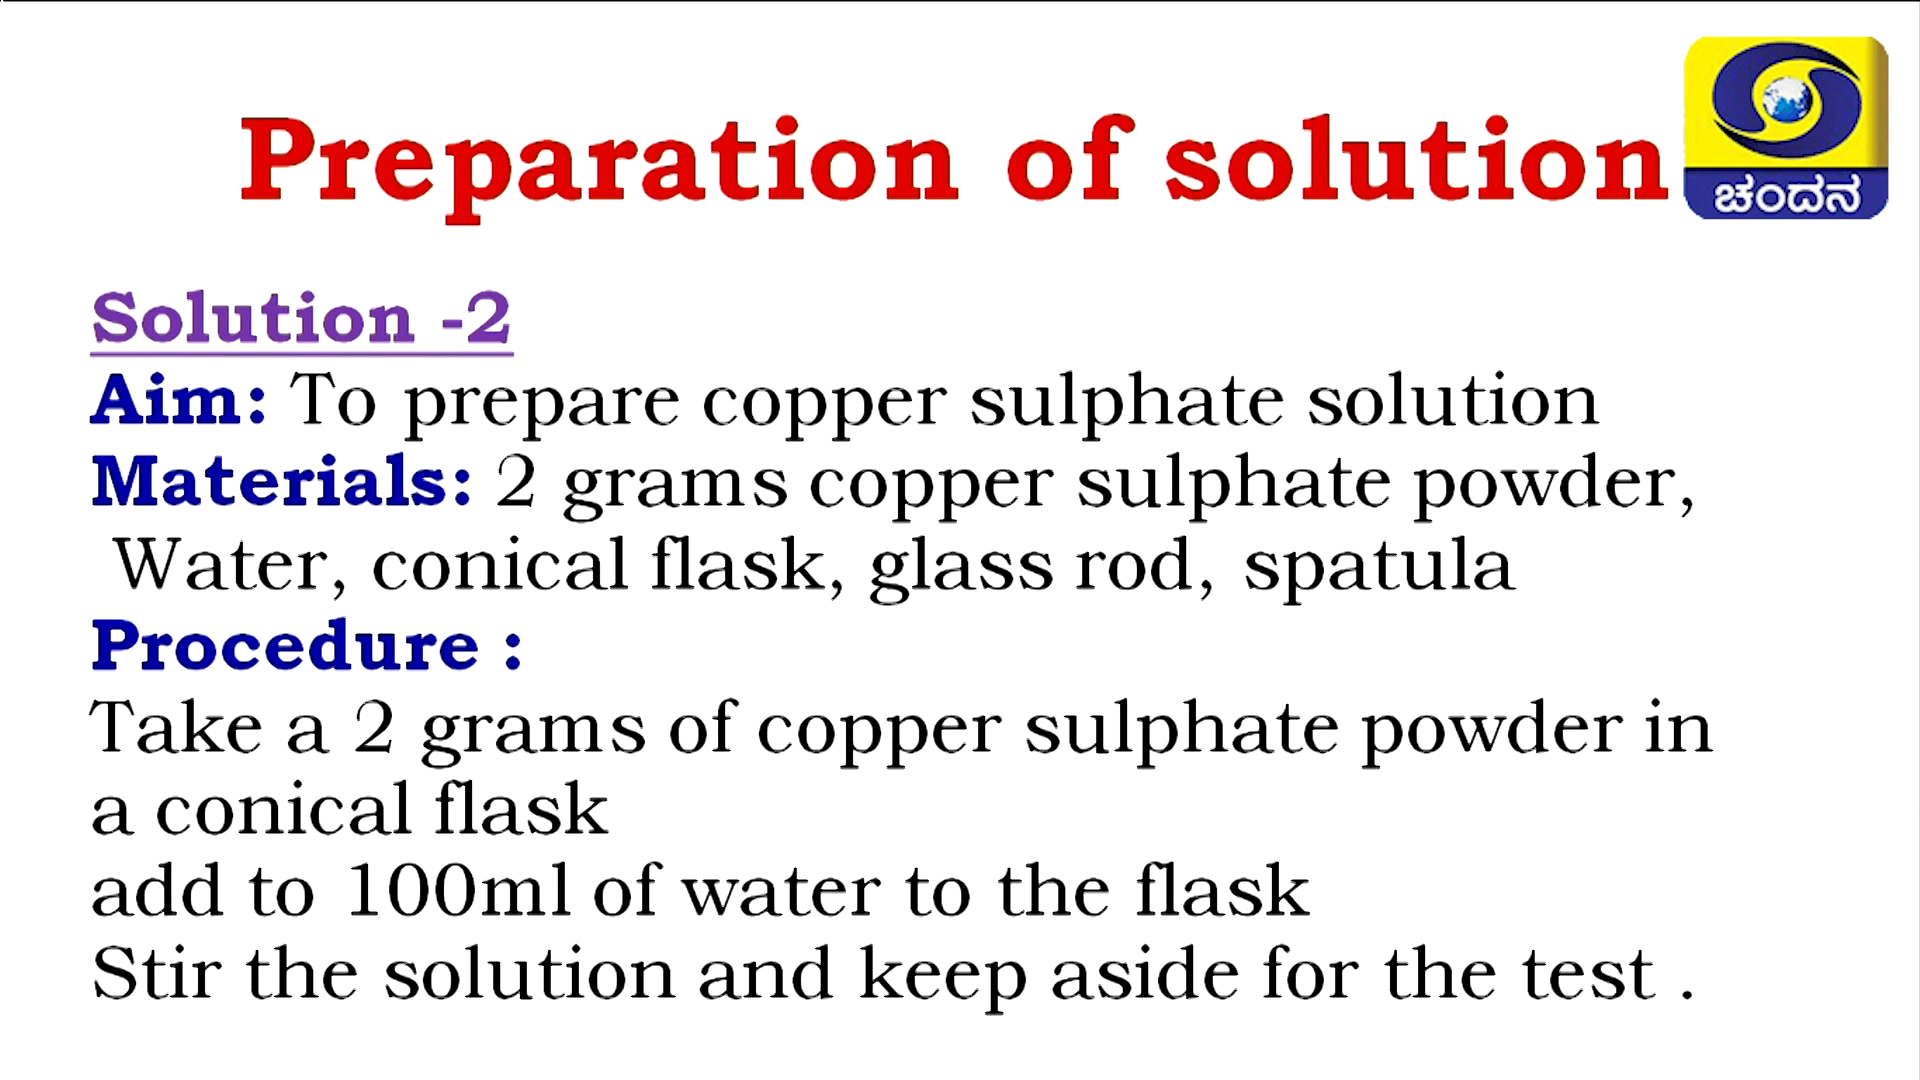 Preparation of solution
ಚಂದನ
Solution -2
Aim: To prepare copper sulphate solution
Materials: 2 grams copper sulphate powder,
Water, conical flask, glass rod, spatula
Procedure :
Take a 2 grams of copper sulphate powder in
a conical flask
add to 100ml of water to the flask
Stir the solution and keep aside for the test .